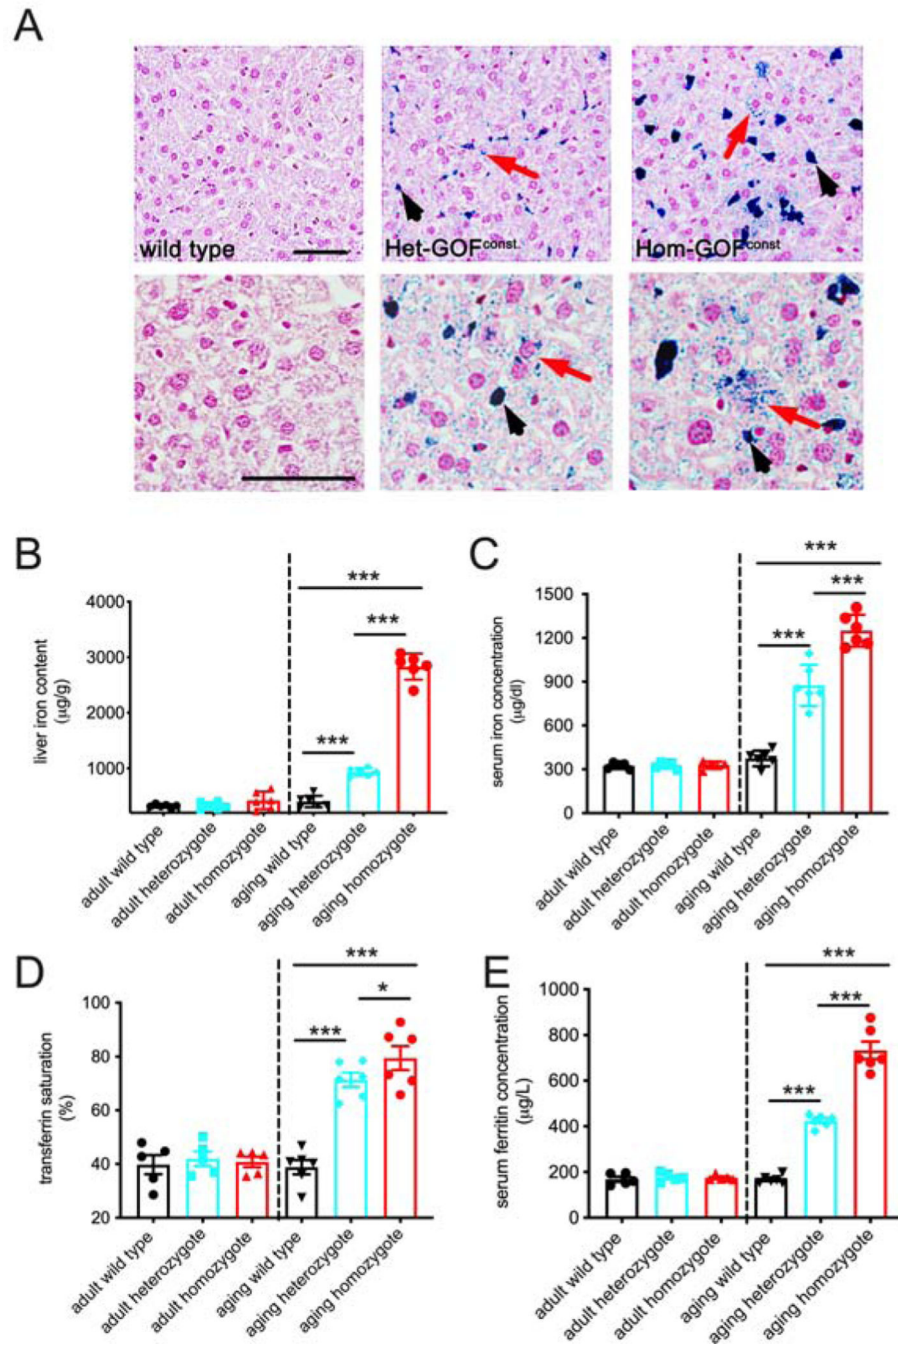 A
wild type
Het-GOFconst.
Hom-GOFconst
B
liver iron content
(µg/g)
4000
3000
2000
1000
***
***
***
adult wild type
adult heterozygote
adult homozygote
aging wild type
aging heterozygote
aging homozygote
C
serum iron concentration
(µg/dl)
1500
1200
900
600
300
0
***
***
***
adult wild type
adult heterozygote
adult homozygote
aging wild type
aging heterozygote
aging homozygote
D
transferrin saturation
(%)
100
80
60
40
20
***
*
***
adult wild type
adult heterozygote
adult homozygote
aging wild type
aging heterozygote
aging homozygote
E
serum ferritin concentration
(µg/L)
1000
800
600
400
200
0
***
***
***
adult wild type
adult heterozygote
adult homozygote
aging wild type
aging heterozygote
aging homozygote